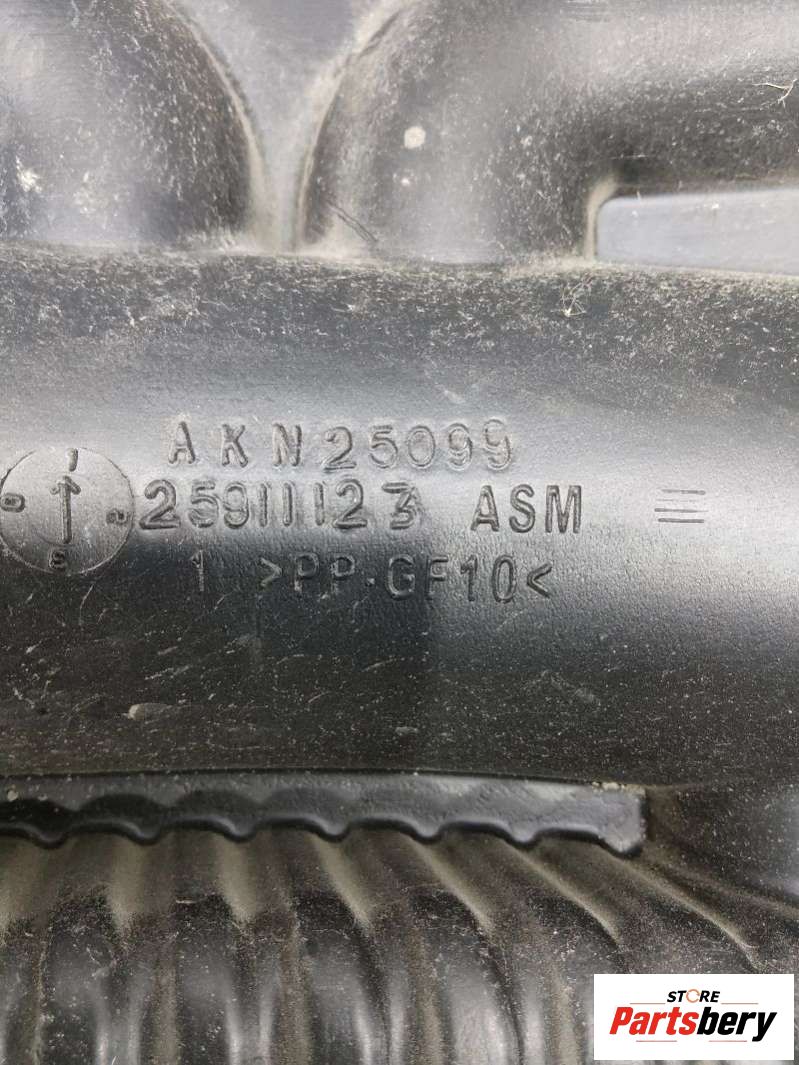 AKN25099
25911123 ASM
1 >PP-GF10<
STORE
Partsbery